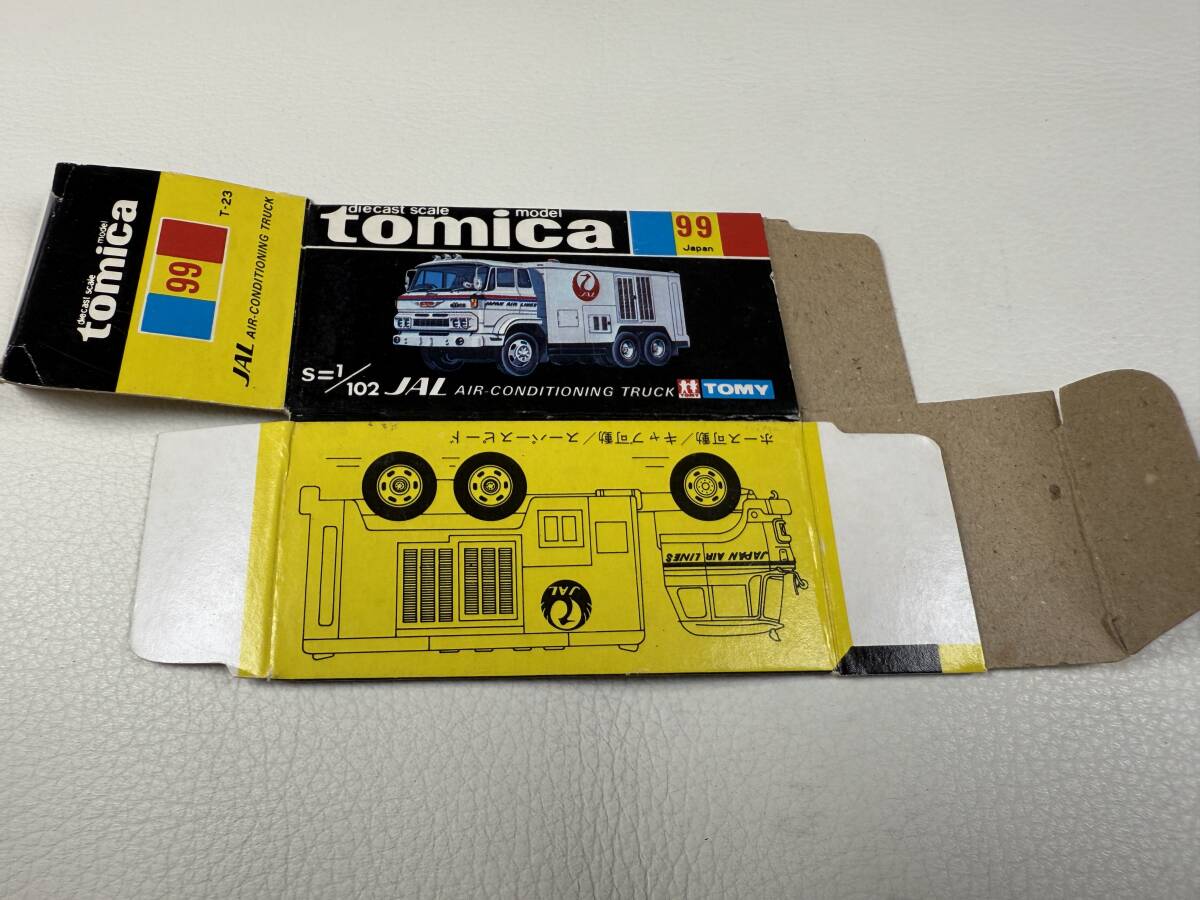 diecast scale model
tomica
99
T-23
JAL AIR-CONDITIONING TRUCK
diecast scale model
tomica
99
Japan
JAL
JAPAN AIR LINES
S=1/102 JAL AIR-CONDITIONING TRUCK TOMY TOMY
ホース可動/キャブ可動/スーパースピード
JAPAN AIR LINES
JAL